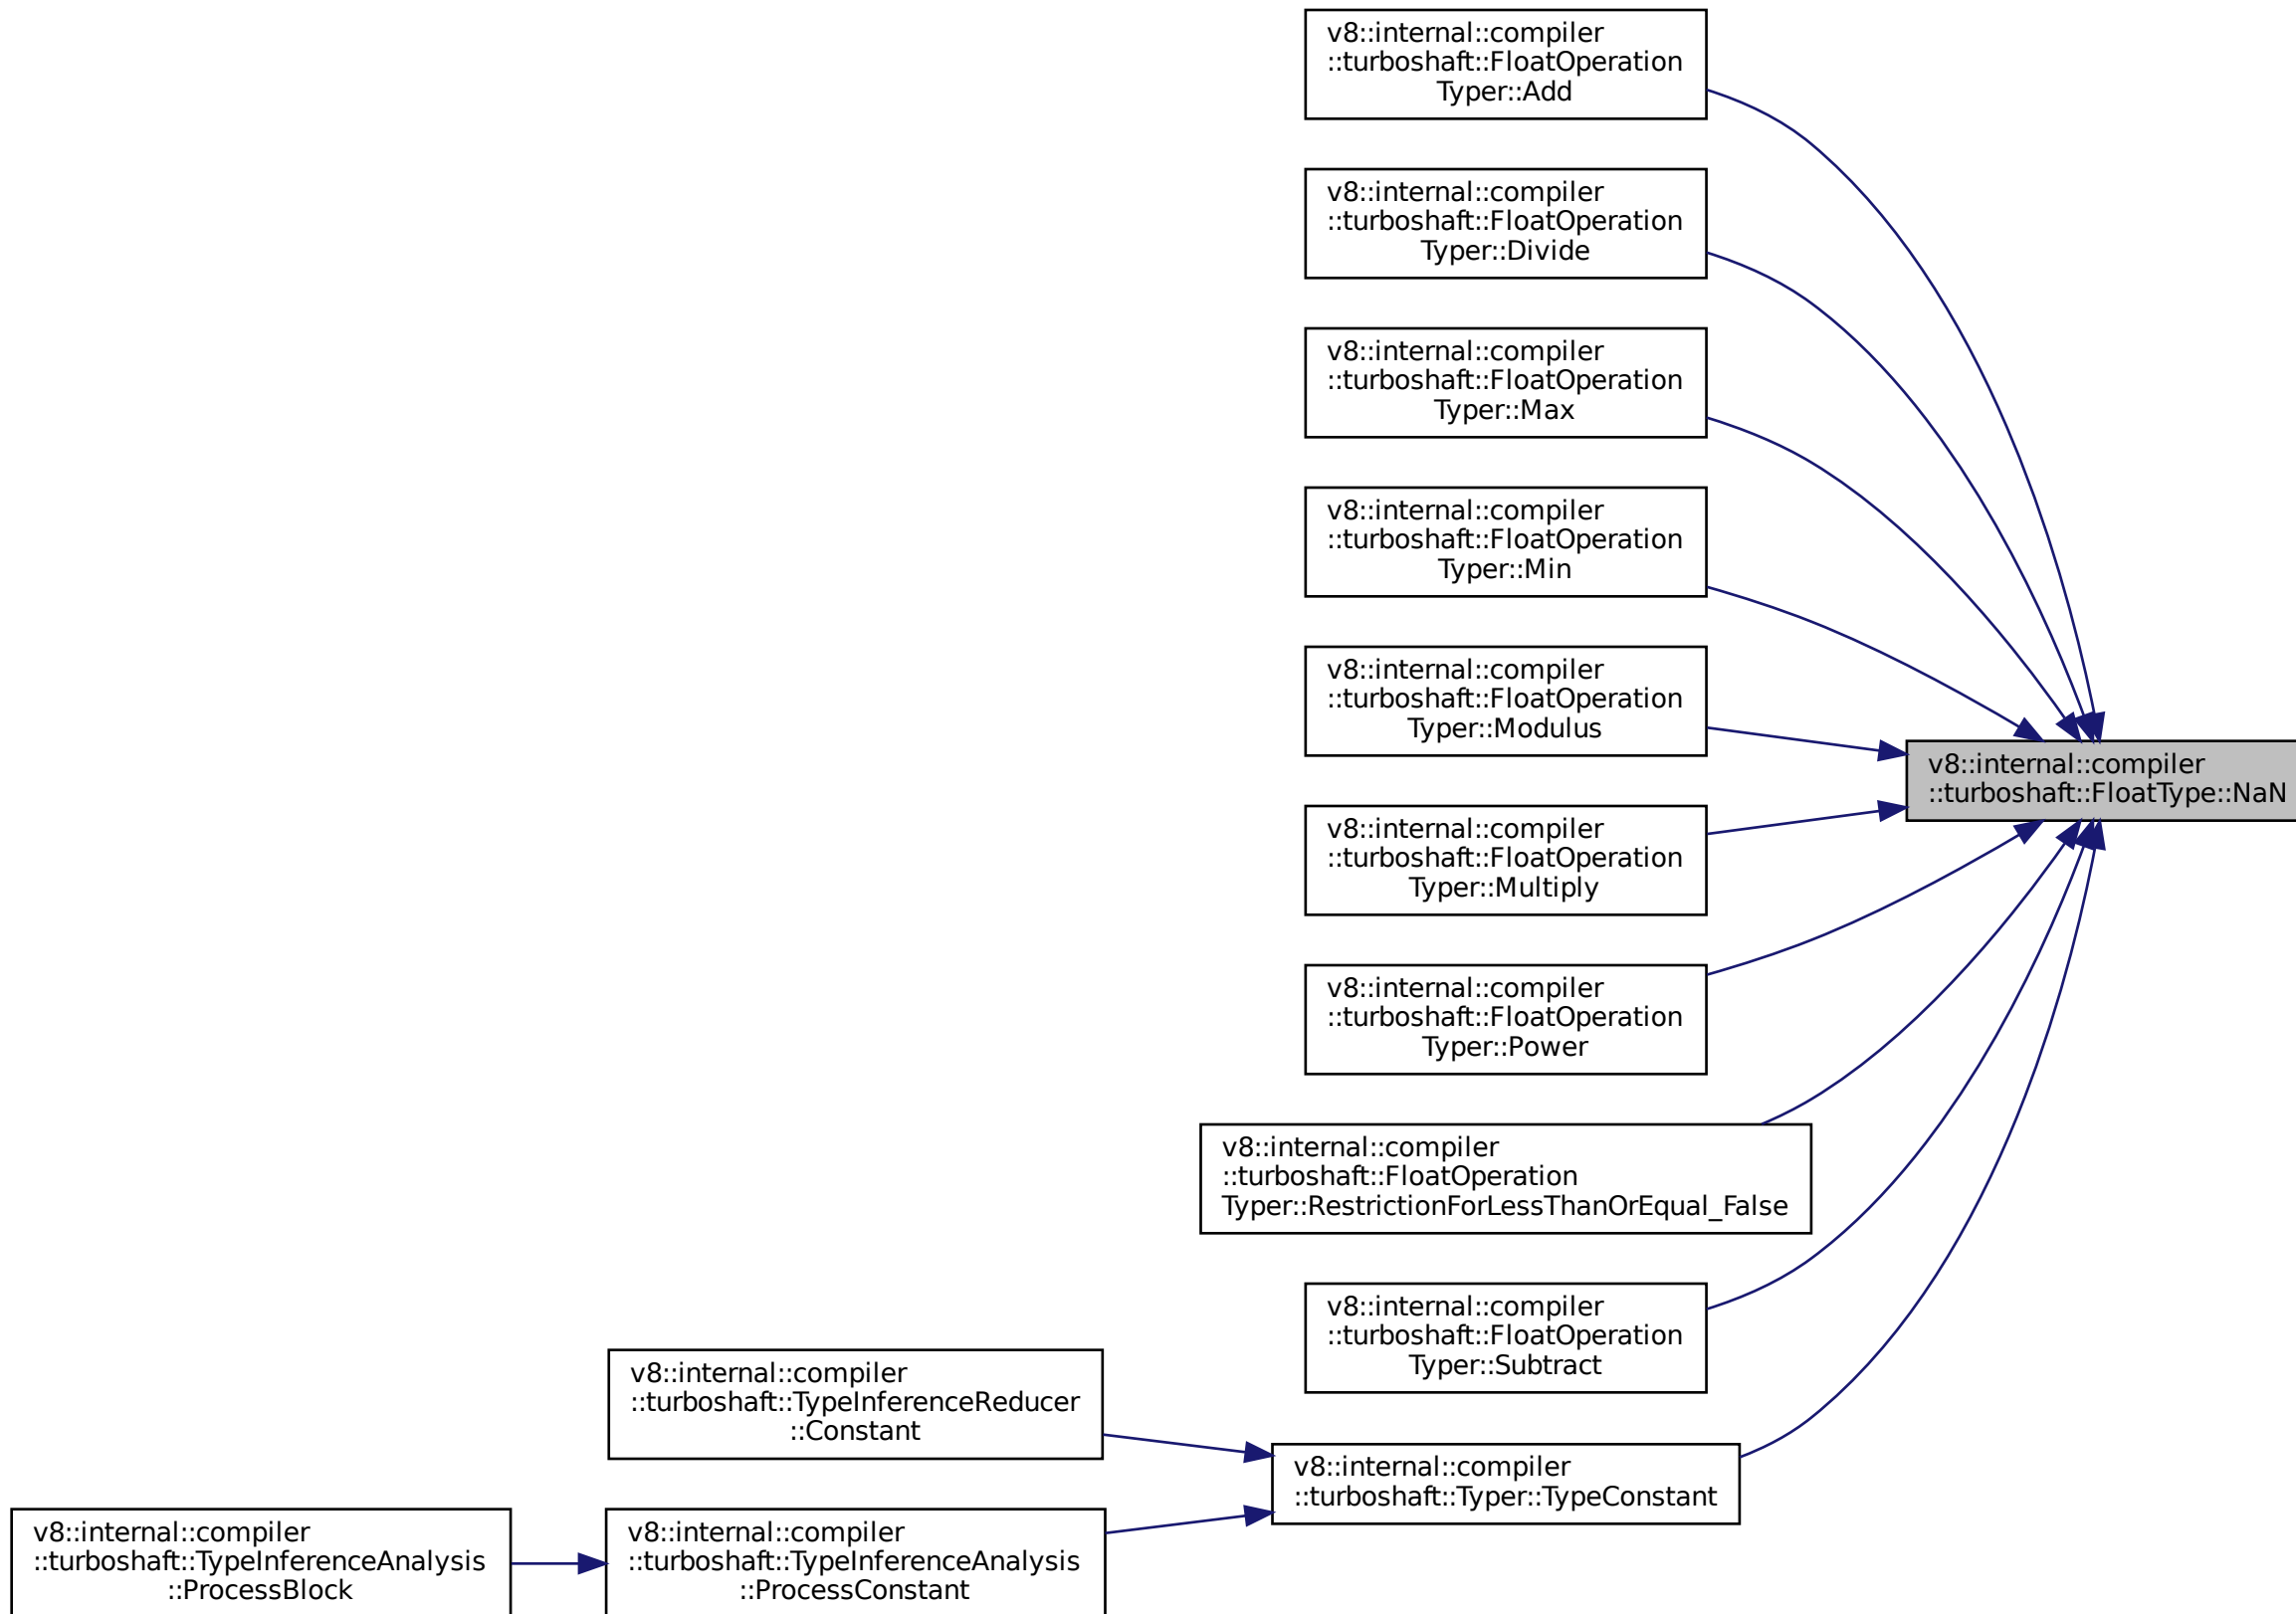 v8::internal::compiler
::turboshaft::FloatOperation
Typer::Add
v8::internal::compiler
::turboshaft::FloatOperation
Typer::Divide
v8::internal::compiler
::turboshaft::FloatOperation
Typer::Max
v8::internal::compiler
::turboshaft::FloatOperation
Typer::Min
v8::internal::compiler
::turboshaft::FloatOperation
Typer::Modulus
v8::internal::compiler
::turboshaft::FloatType::NaN
v8::internal::compiler
::turboshaft::FloatOperation
Typer::Multiply
v8::internal::compiler
::turboshaft::FloatOperation
Typer::Power
v8::internal::compiler
::turboshaft::FloatOperation
Typer::RestrictionForLessThanOrEqual_False
v8::internal::compiler
::turboshaft::FloatOperation
Typer::Subtract
v8::internal::compiler
::turboshaft::TypeInferenceReducer
::Constant
v8::internal::compiler
::turboshaft::Typer::TypeConstant
v8::internal::compiler
::turboshaft::TypeInferenceAnalysis
::ProcessBlock
v8::internal::compiler
::turboshaft::TypeInferenceAnalysis
::ProcessConstant